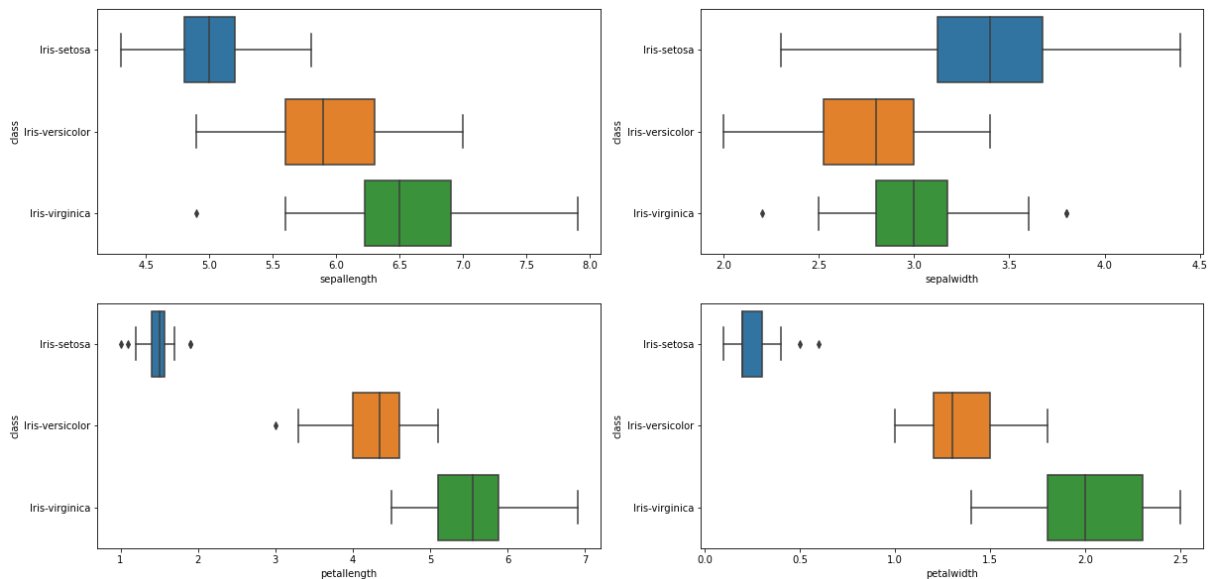 Iris-setosa
Iris-versicolor
Iris-virginica
class
4.5 5.0 5.5 6.0 6.5 7.0 7.5 8.0
sepallength
Iris-setosa
Iris-versicolor
Iris-virginica
class
2.0 2.5 3.0 3.5 4.0 4.5
sepalwidth
Iris-setosa
Iris-versicolor
Iris-virginica
class
1 2 3 4 5 6 7
petallength
Iris-setosa
Iris-versicolor
Iris-virginica
class
0.0 0.5 1.0 1.5 2.0 2.5
petalwidth